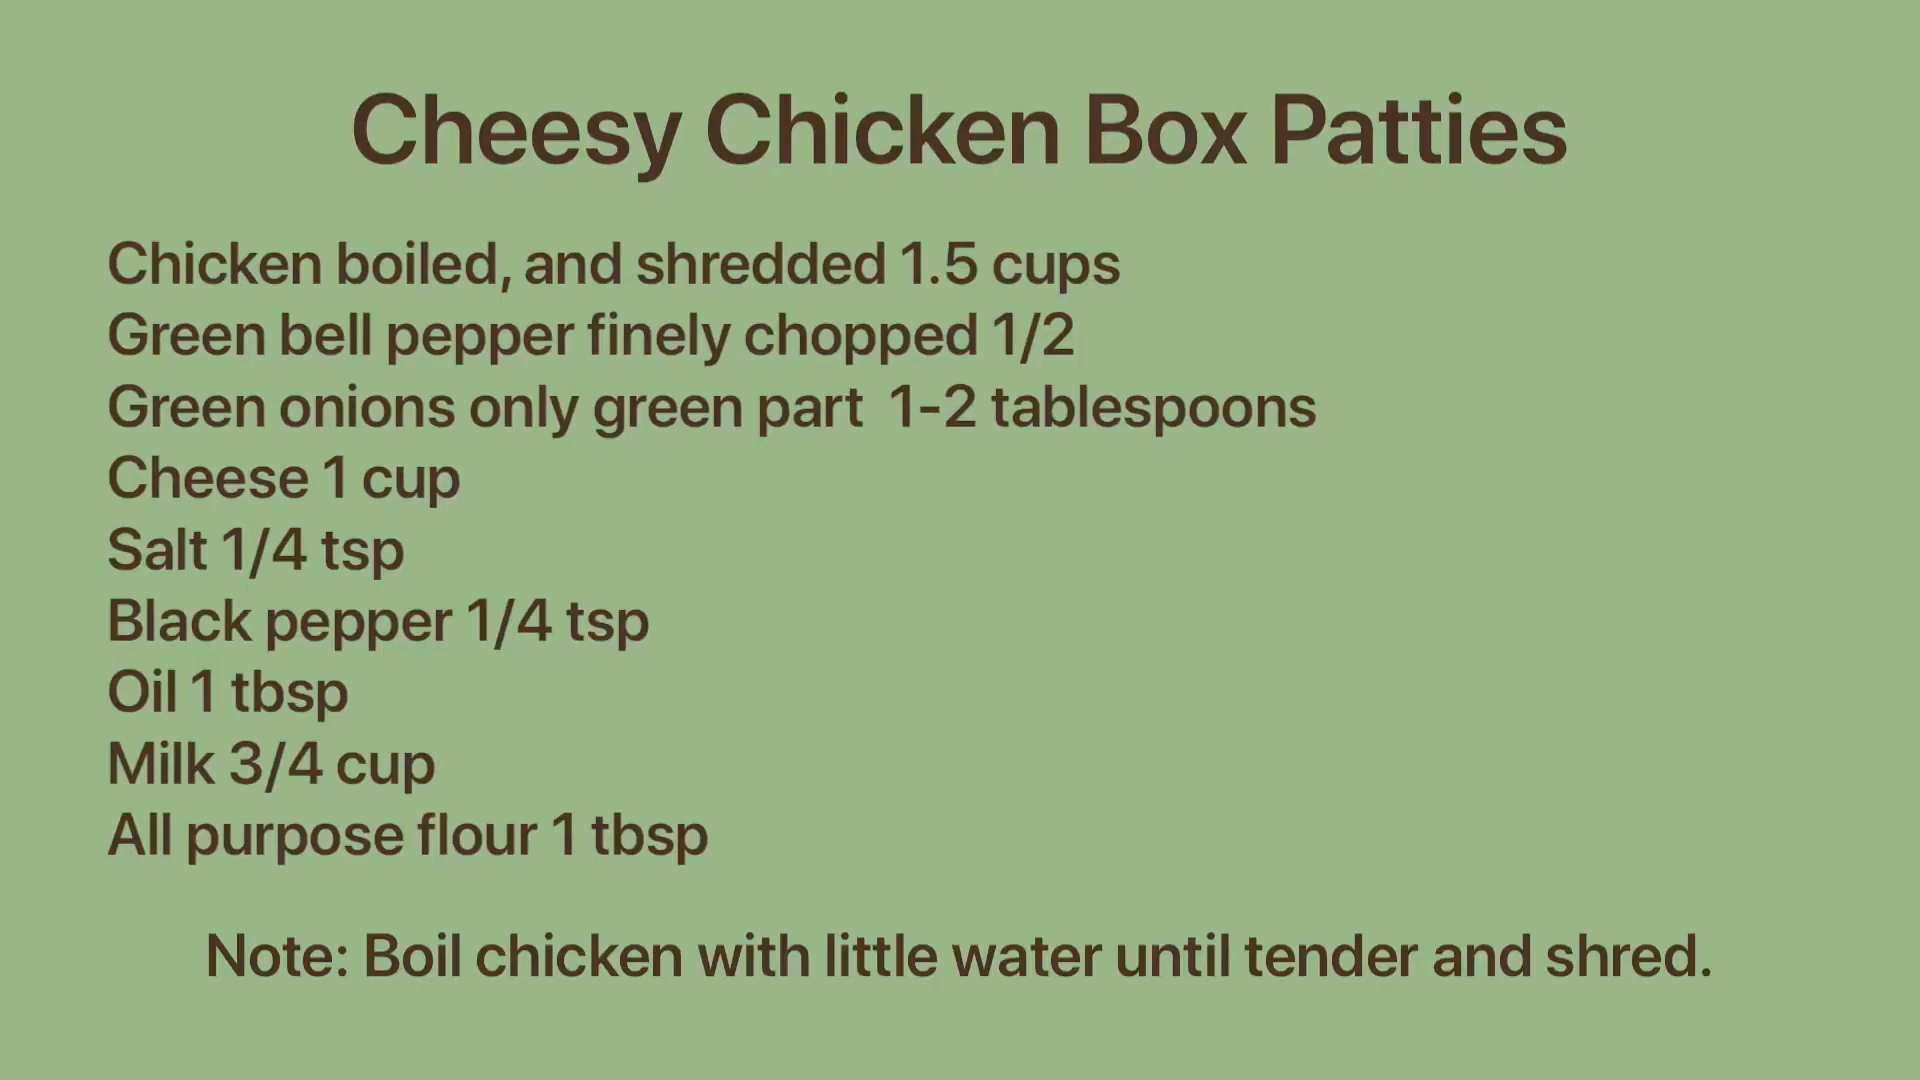 Cheesy Chicken Box Patties
Chicken boiled, and shredded 1.5 cups
Green bell pepper finely chopped 1/2
Green onions only green part  1-2 tablespoons
Cheese 1 cup
Salt 1/4 tsp
Black pepper 1/4 tsp
Oil 1 tbsp
Milk 3/4 cup
All purpose flour 1 tbsp
Note: Boil chicken with little water until tender and shred.